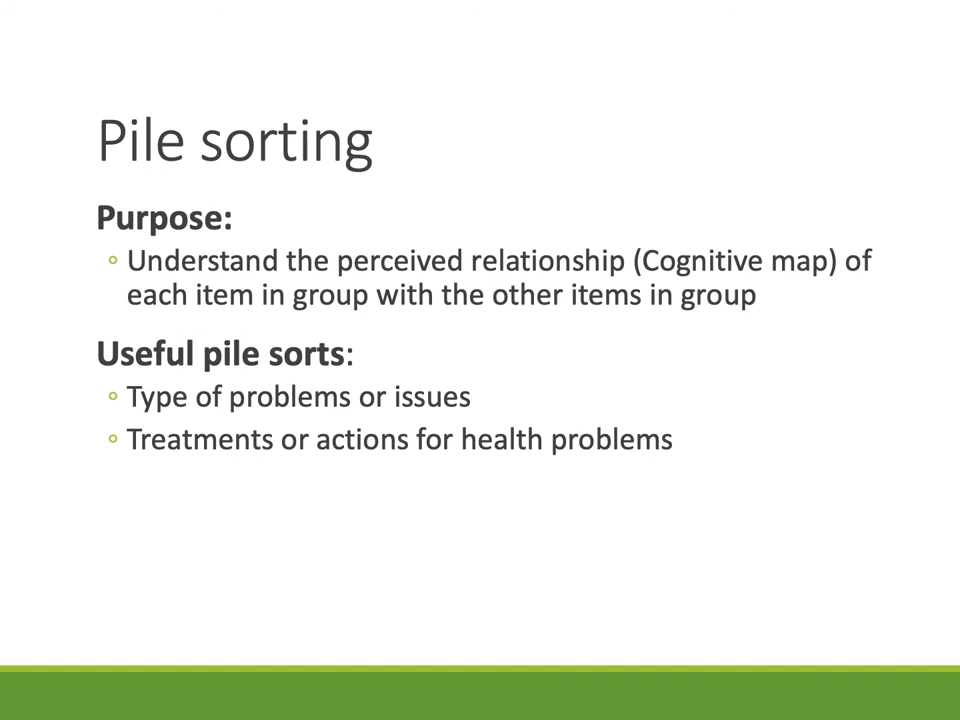 Pile sorting
Purpose:
◦ Understand the perceived relationship (Cognitive map) of
each item in group with the other items in group
Useful pile sorts:
◦ Type of problems or issues
◦ Treatments or actions for health problems